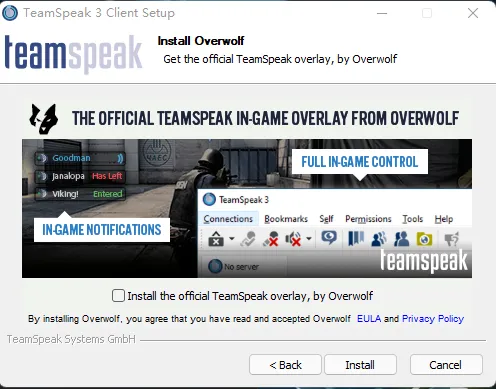 TeamSpeak 3 Client Setup
teamspeak
Install Overwolf
Get the official TeamSpeak overlay, by Overwolf
THE OFFICIAL TEAMSPEAK IN-GAME OVERLAY FROM OVERWOLF
Goodman
Janalopa Has Left
Viking! Entered
IN-GAME NOTIFICATIONS
FULL IN-GAME CONTROL
TeamSpeak 3
Connections Bookmarks Self Permissions Tools Help
No server
teamspeak
Install the official TeamSpeak overlay, by Overwolf
By installing Overwolf, you agree that you have read and accepted Overwolf EULA and Privacy Policy
TeamSpeak Systems GmbH
< Back Install Cancel